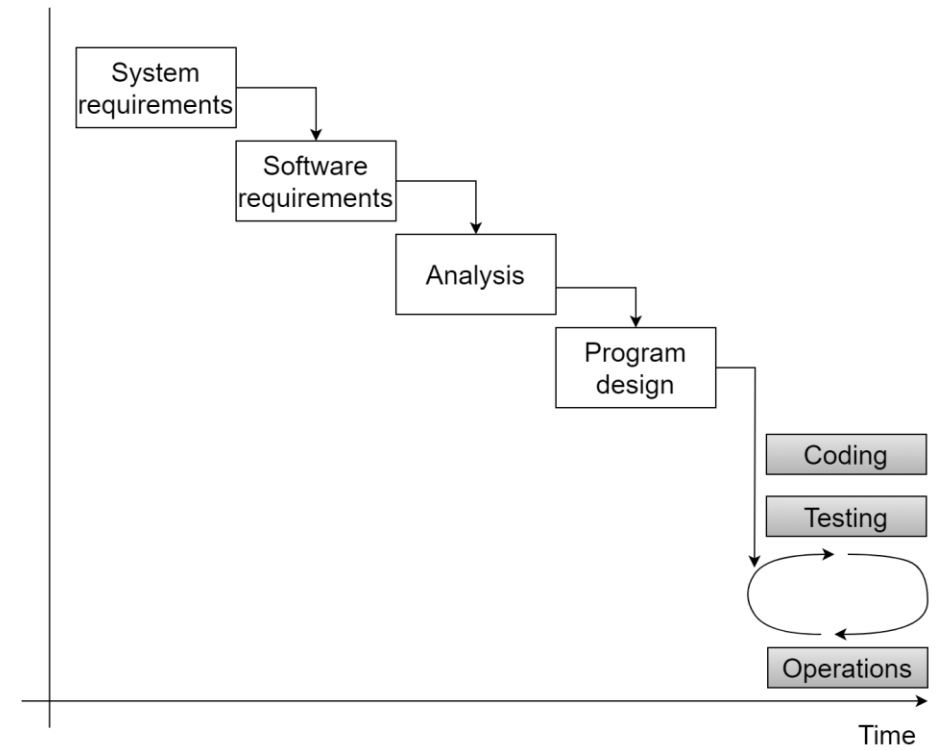 System
requirements
Software
requirements
Analysis
Program
design
Coding
Testing
Operations
Time